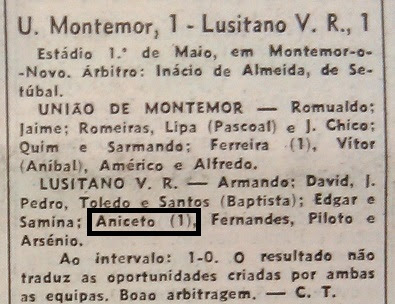 U. Montemor, 1 - Lusitano V. R., 1
Estádio 1.º de Maio, em Montemor-o-
-Novo. Árbitro: Inácio de Almeida, de Se-
túbal.
UNIÃO DE MONTEMOR — Romualdo;
Jaime; Romeiras, Lipa (Pascoal) e J. Chico;
Quim e Sarmando; Ferreira (1), Vítor
(Aníbal), Américo e Alfredo.
LUSITANO V. R. — Armando; David, J.
Pedro, Toledo e Santos (Baptista); Edgar e
Samina; Aniceto (1), Fernandes, Piloto e
Arsénio.
Ao intervalo: 1-0. O resultado não
traduz as oportunidades criadas por ambas
as equipas. Boao arbitragem. — C. T.